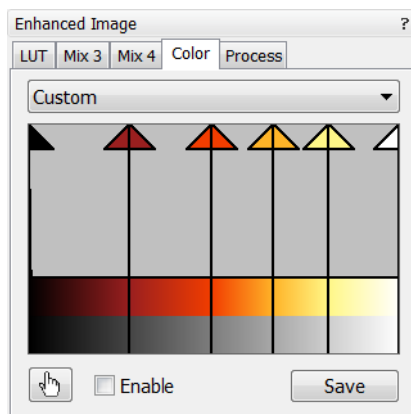 Enhanced Image ?
LUT Mix 3 Mix 4 Color Process
Custom
Enable Save